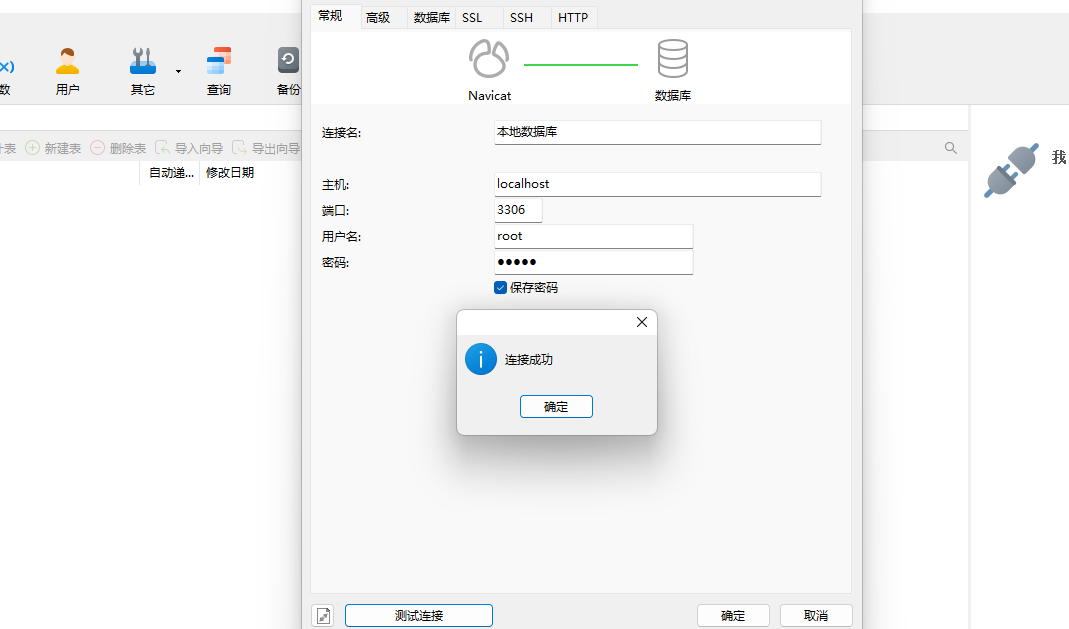 常规 高级 数据库 SSL SSH HTTP
数 用户 其它 查询 备份
Navicat 数据库
连接名: 本地数据库
计表 新建表 删除表 导入向导 导出向导
我
自动递... 修改日期
主机: localhost
端口: 3306
用户名: root
密码: ●●●●●
保存密码
连接成功
确定
测试连接 确定 取消